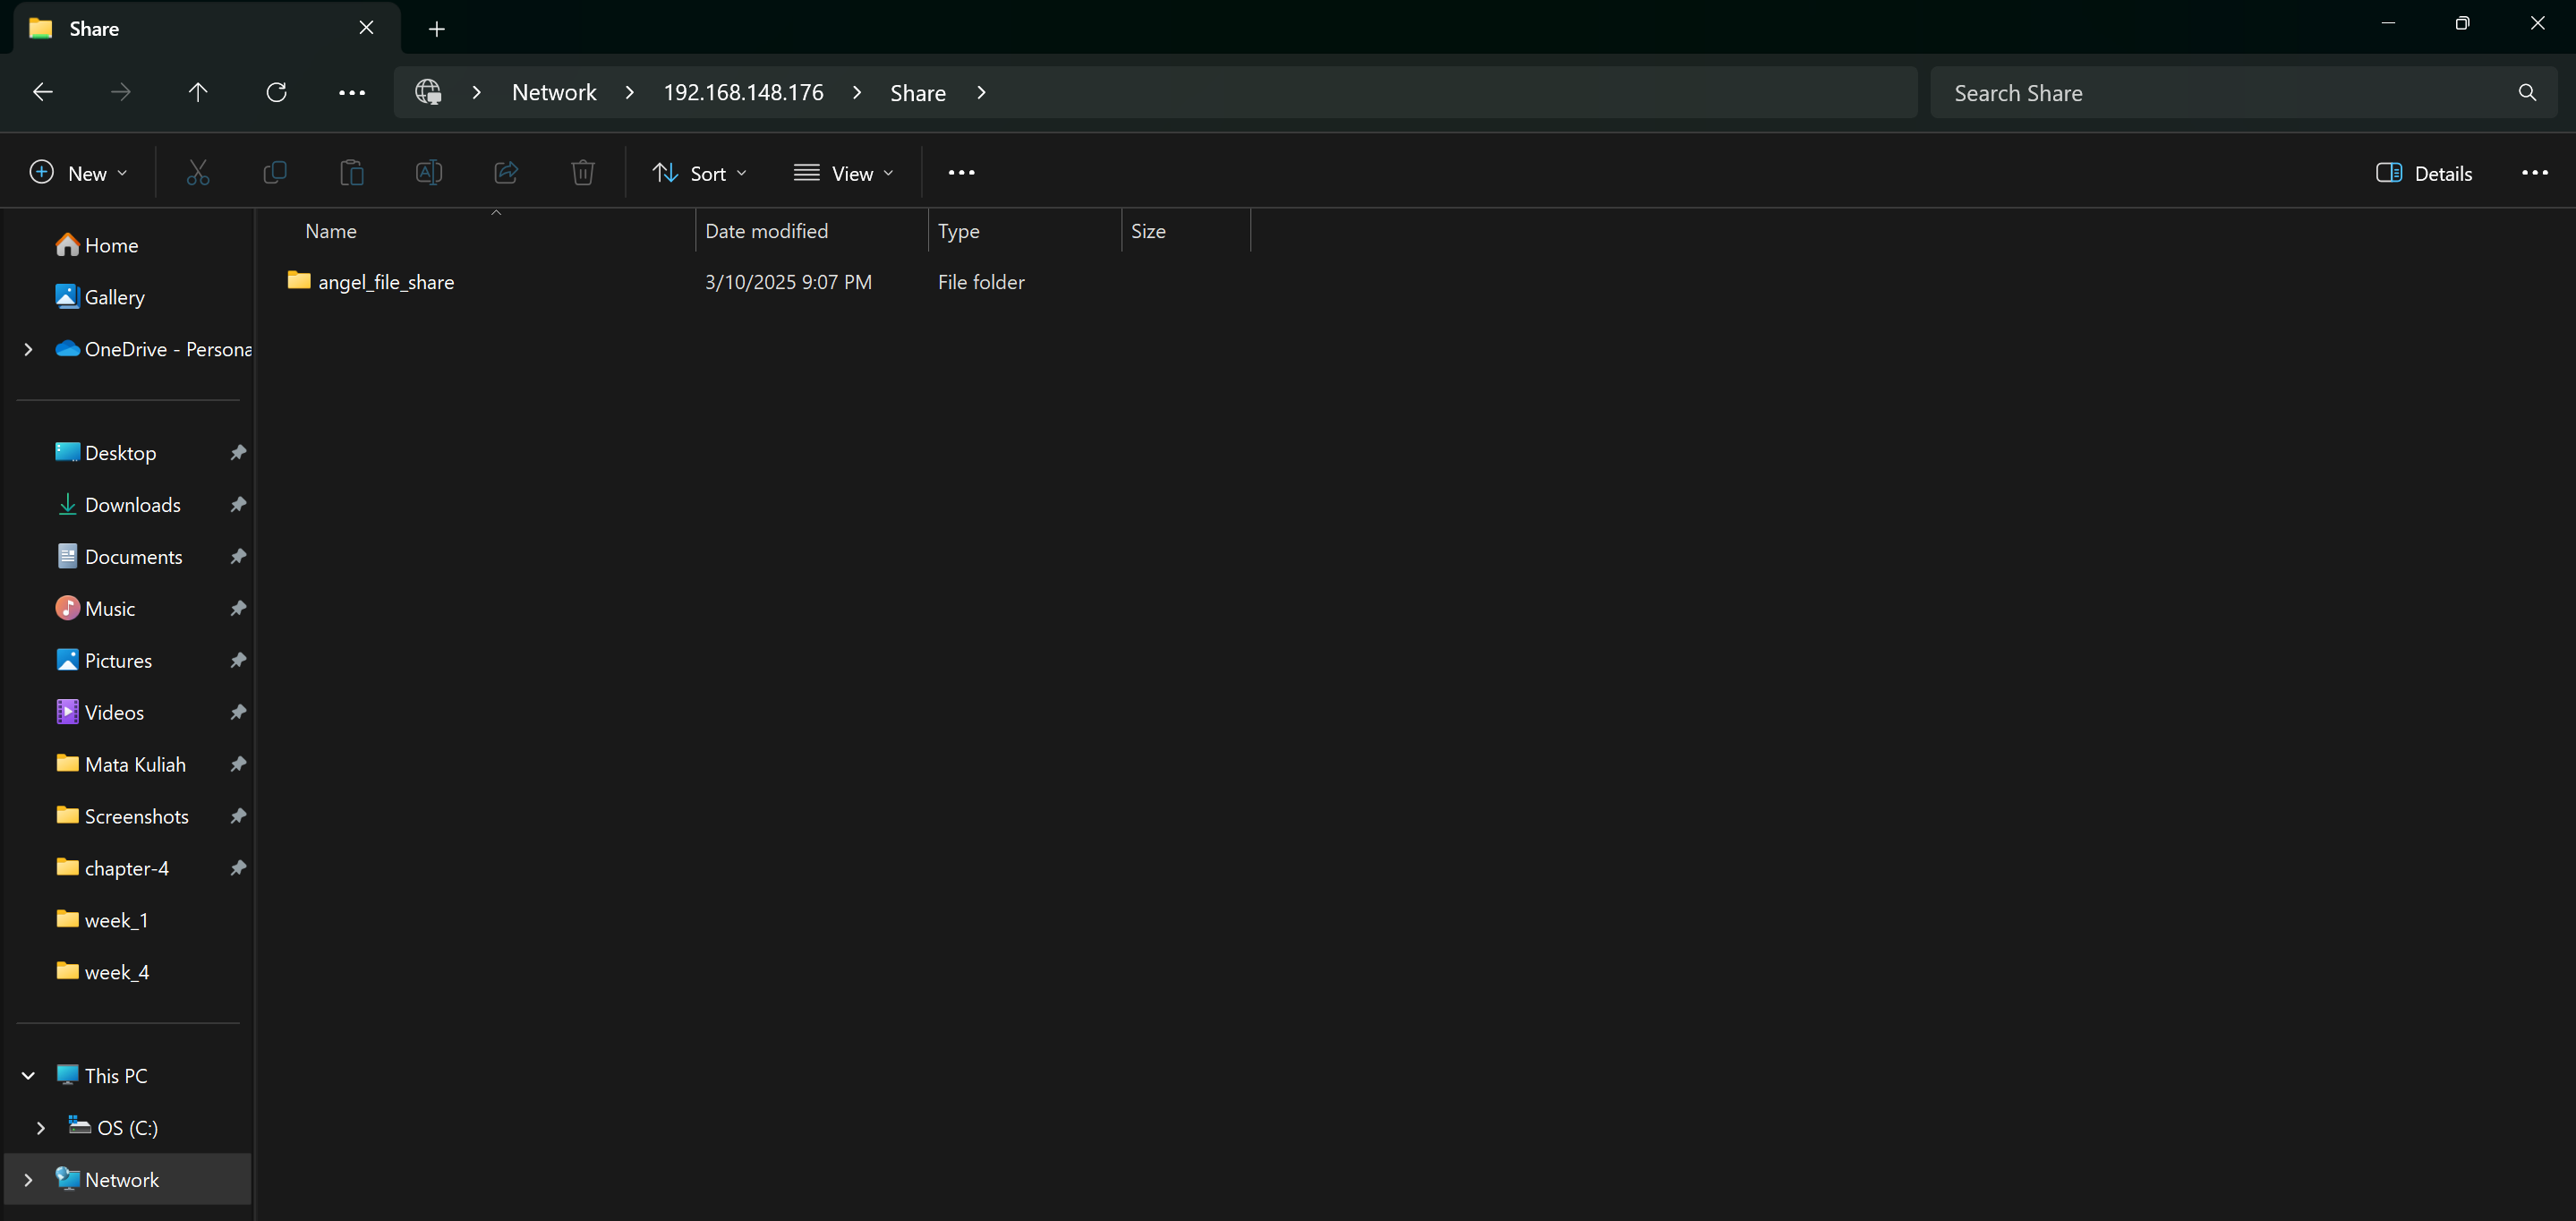 Share
Network
192.168.148.176
Share
Search Share
New
Sort
View
Details
Name
Date modified
Type
Size
angel_file_share
3/10/2025 9:07 PM
File folder
Home
Gallery
OneDrive - Persona
Desktop
Downloads
Documents
Music
Pictures
Videos
Mata Kuliah
Screenshots
chapter-4
week_1
week_4
This PC
OS (C:)
Network